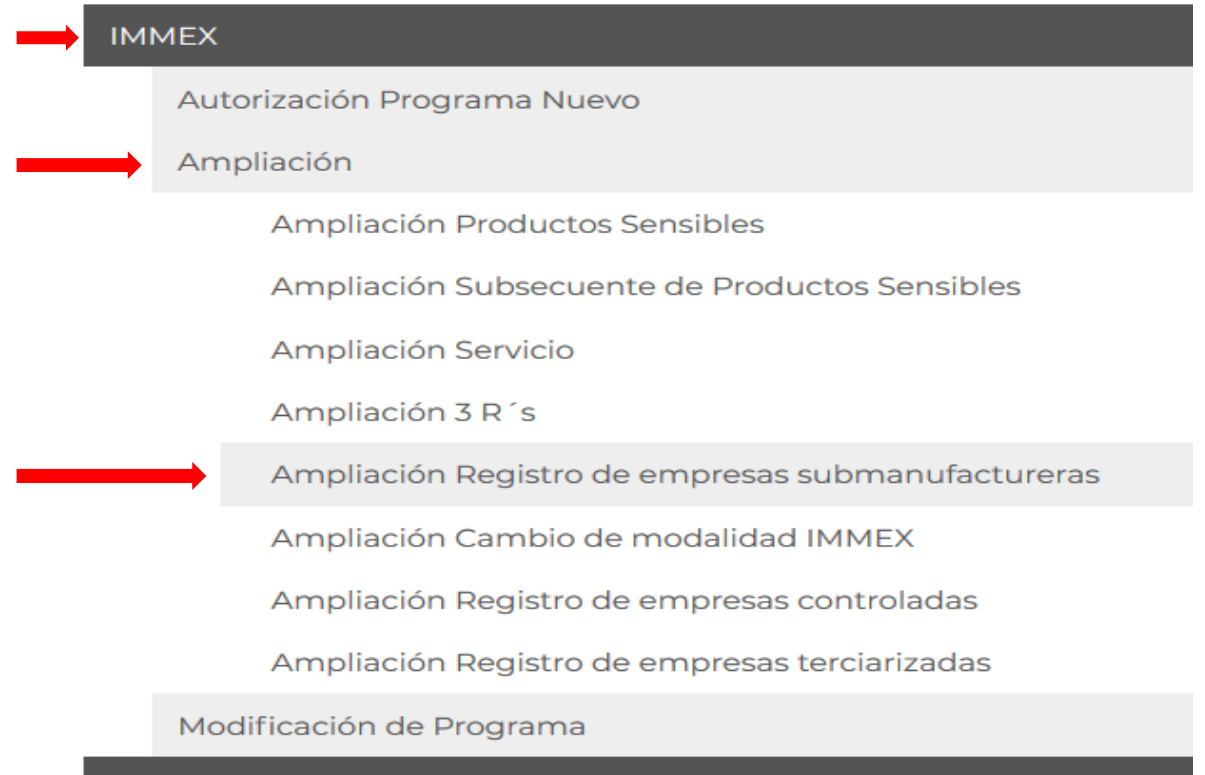 IMMEX
Autorización Programa Nuevo
Ampliación
Ampliación Productos Sensibles
Ampliación Subsecuente de Productos Sensibles
Ampliación Servicio
Ampliación 3 R´s
Ampliación Registro de empresas submanufactureras
Ampliación Cambio de modalidad IMMEX
Ampliación Registro de empresas controladas
Ampliación Registro de empresas terciarizadas
Modificación de Programa